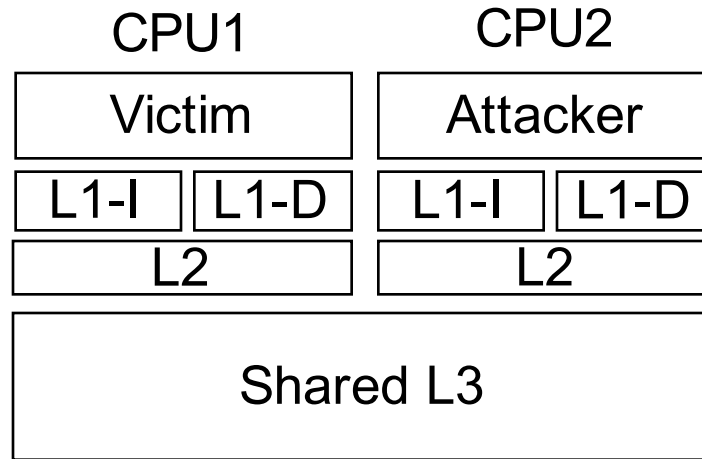 CPU1 CPU2
Victim Attacker
L1-I L1-D L1-I L1-D
L2 L2
Shared L3